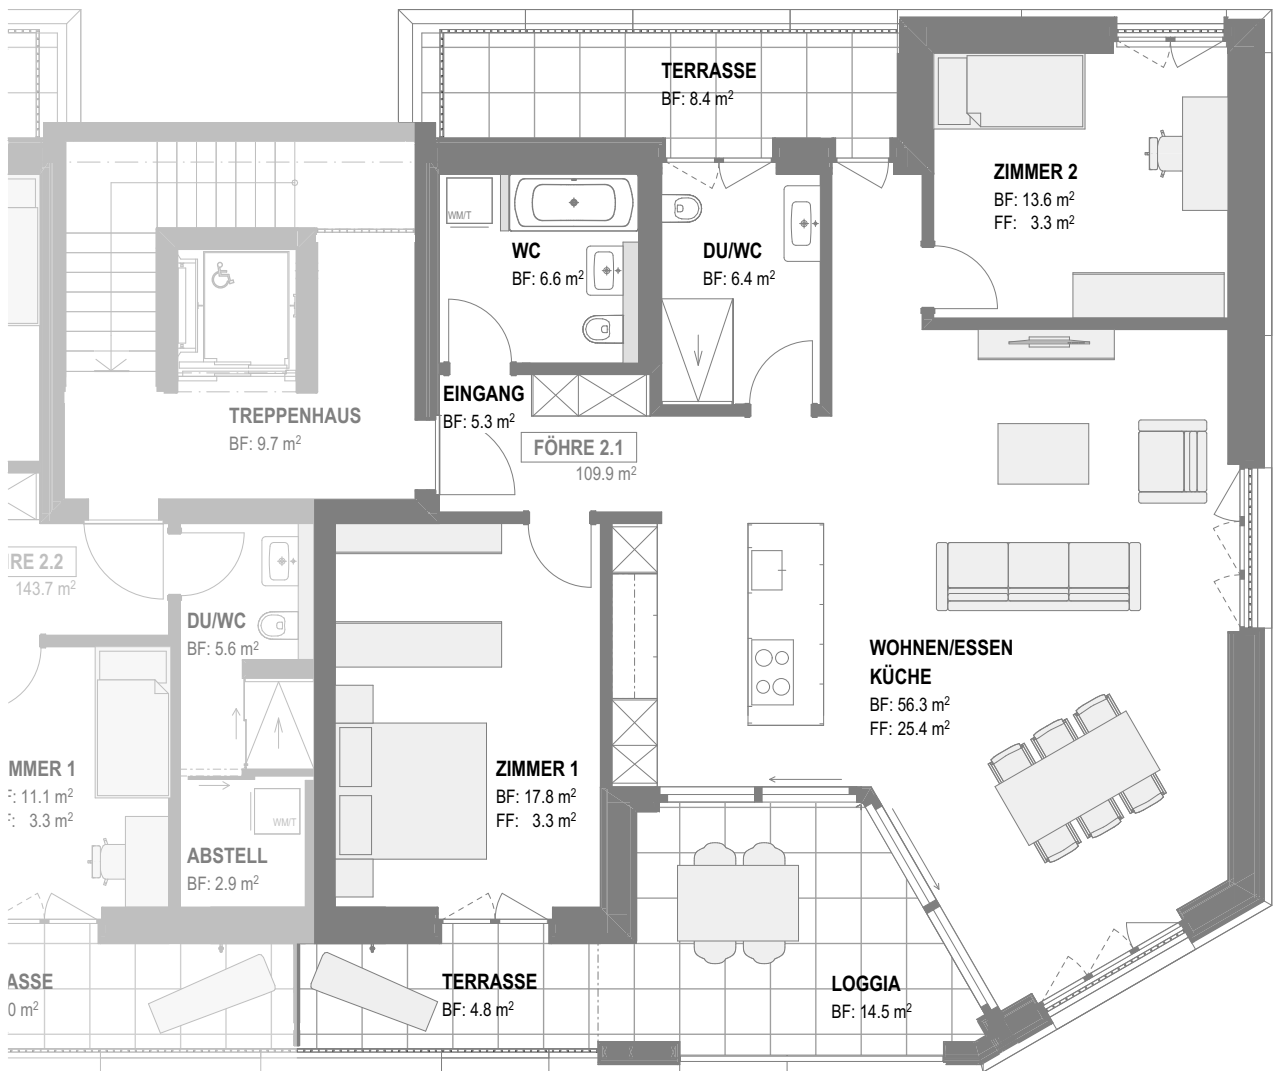 TERRASSE
BF: 8.4 m²
ZIMMER 2
BF: 13.6 m²
FF: 3.3 m²
WM/T
WC
BF: 6.6 m²
DU/WC
BF: 6.4 m²
EINGANG
BF: 5.3 m²
TREPPENHAUS
BF: 9.7 m²
FÖHRE 2.1
109.9 m²
RE 2.2
143.7 m²
DU/WC
BF: 5.6 m²
WOHNEN/ESSEN
KÜCHE
BF: 56.3 m²
FF: 25.4 m²
MMER 1
F: 11.1 m²
F: 3.3 m²
ZIMMER 1
BF: 17.8 m²
FF: 3.3 m²
WM/T
ABSTELL
BF: 2.9 m²
ASSE
0 m²
TERRASSE
BF: 4.8 m²
LOGGIA
BF: 14.5 m²